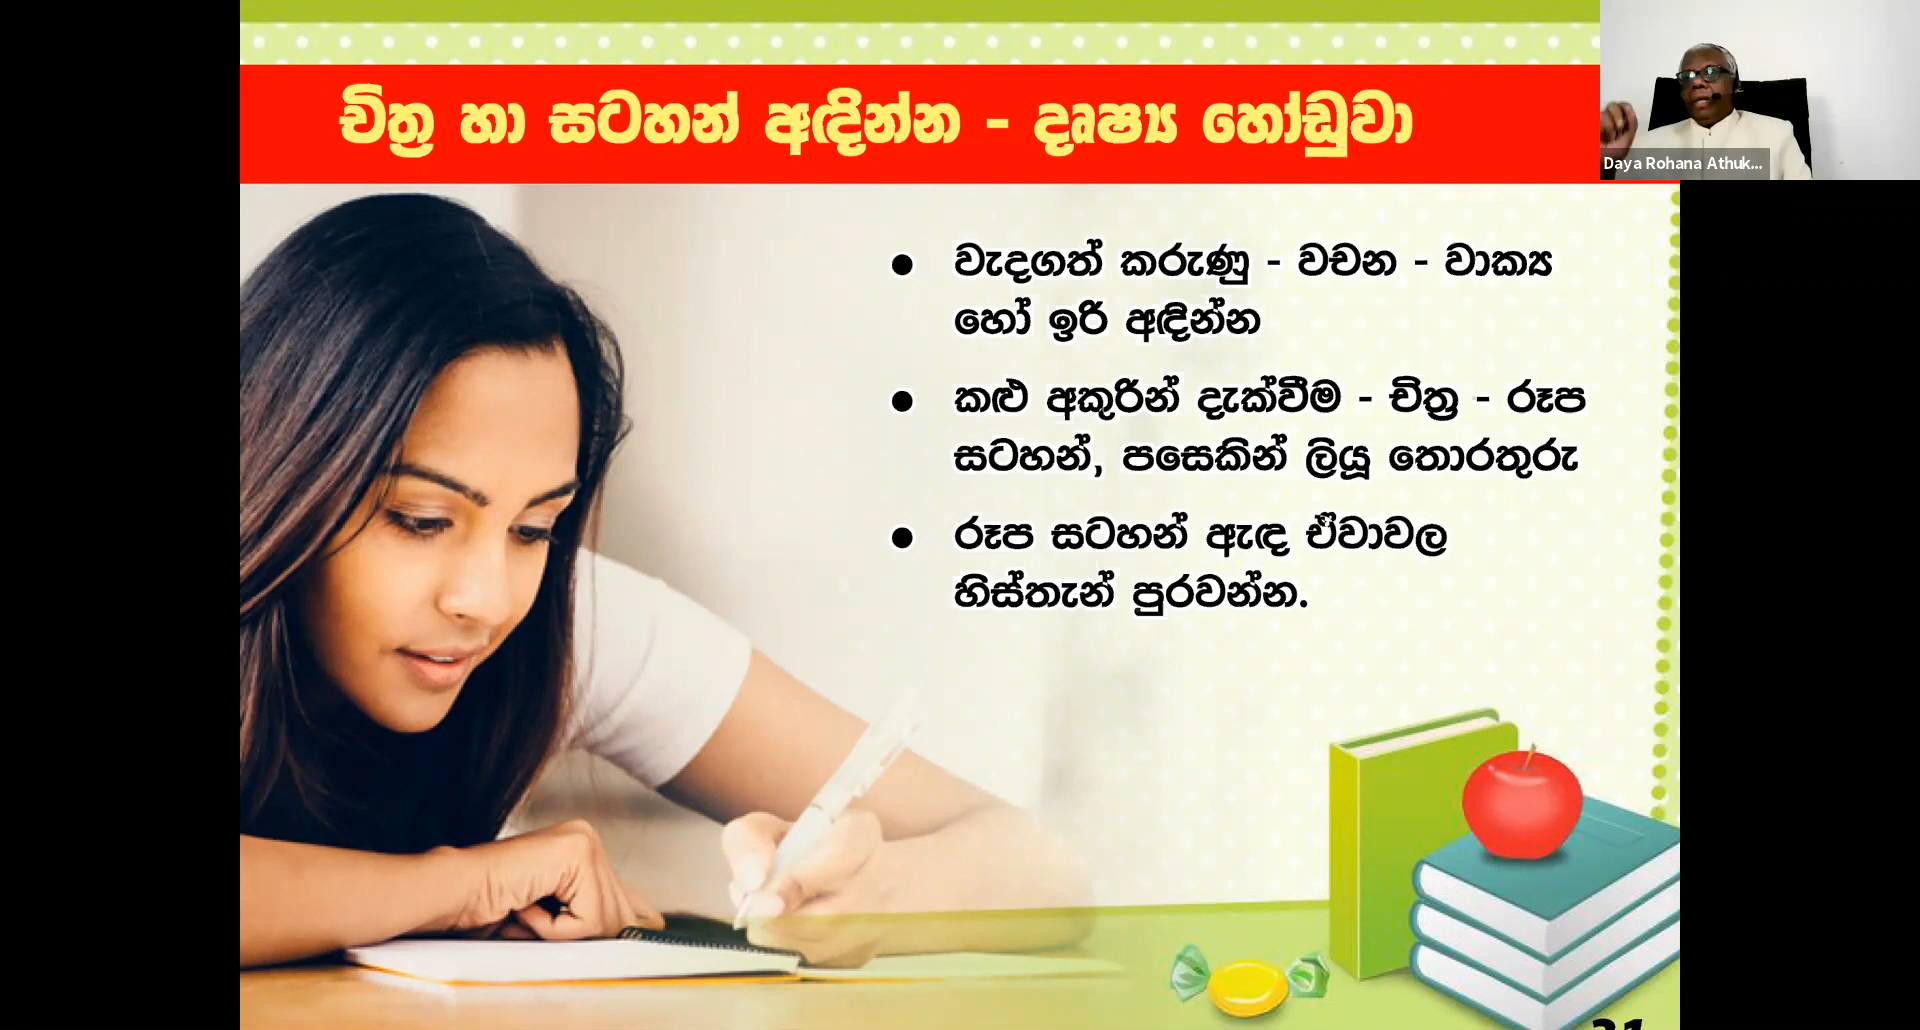 චිත්‍ර හා සටහන් අඳින්න - දෘෂ්‍ය හෝඩුවා
Daya Rohana Athuk...
● වැදගත් කරුණු - වචන - වාක්‍ය
හෝ ඉරි අඳින්න
● කළු අකුරින් දැක්වීම - චිත්‍ර - රූප
සටහන්, පසෙකින් ලියූ තොරතුරු
● රූප සටහන් ඇඳ ඒවාවල
හිස්තැන් පුරවන්න.